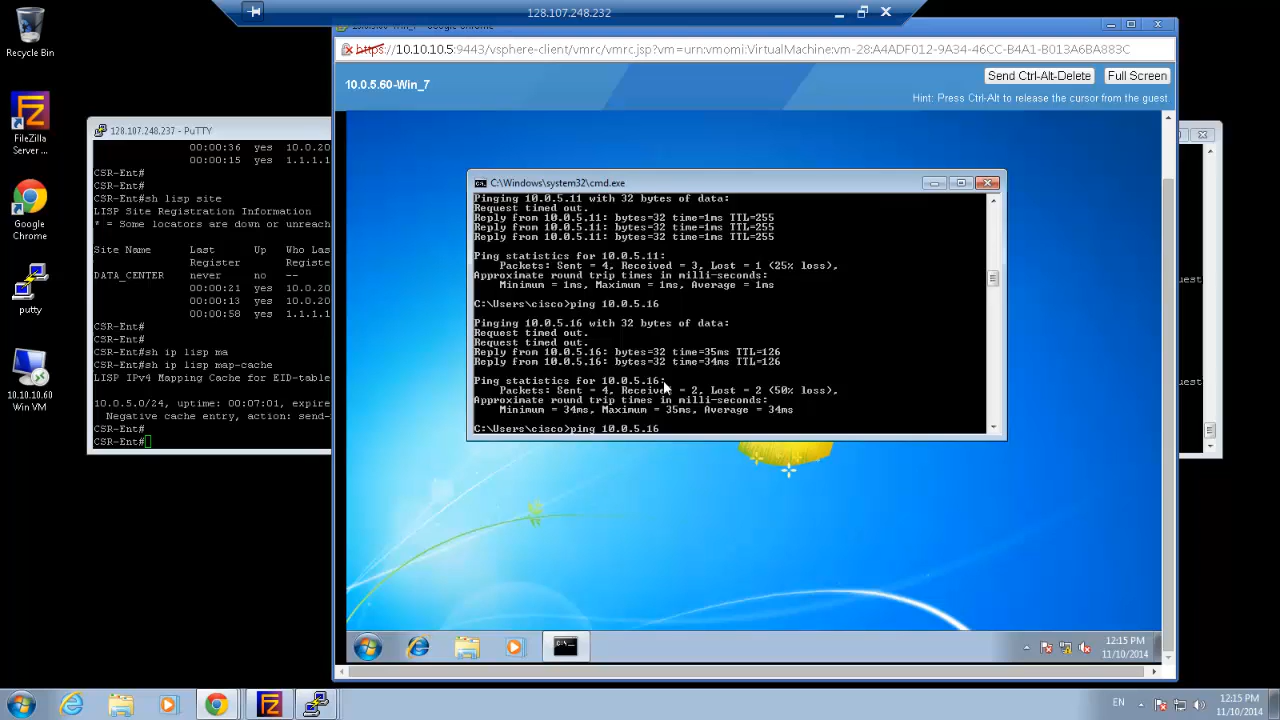 128.107.248.232
Recycle Bin
FileZilla
Server ...
Google
Chrome
putty
10.10.10.60
Win VM
128.107.248.237 - PuTTY
00:00:36 yes 10.0.20
00:00:15 yes 1.1.1.1
CSR-Ent#
CSR-Ent#
CSR-Ent#sh lisp site
LISP Site Registration Information
* = Some locators are down or unreach
Site Name Last Up Who Las
Register Registe
DATA_CENTER never no --
00:00:21 yes 10.0.20
00:00:13 yes 10.0.20
00:00:58 yes 1.1.1.1
CSR-Ent#
CSR-Ent#
CSR-Ent#sh ip lisp ma
CSR-Ent#sh ip lisp map-cache
LISP IPv4 Mapping Cache for EID-table
10.0.5.0/24, uptime: 00:07:01, expire
Negative cache entry, action: send-
CSR-Ent#
CSR-Ent#
https://10.10.10.5:9443/vsphere-client/vmrc/vmrc.jsp?vm=urn:vmomi:VirtualMachine:vm-28:A4ADF012-9A34-46CC-B4A1-B013A6BA883C
10.0.5.60-Win_7
Send Ctrl-Alt-Delete
Full Screen
Hint: Press Ctrl-Alt to release the cursor from the guest
C:\Windows\system32\cmd.exe
Pinging 10.0.5.11 with 32 bytes of data:
Request timed out.
Reply from 10.0.5.11: bytes=32 time=1ms TTL=255
Reply from 10.0.5.11: bytes=32 time=1ms TTL=255
Reply from 10.0.5.11: bytes=32 time=1ms TTL=255
Ping statistics for 10.0.5.11:
Packets: Sent = 4, Received = 3, Lost = 1 (25% loss),
Approximate round trip times in milli-seconds:
Minimum = 1ms, Maximum = 1ms, Average = 1ms
C:\Users\cisco>ping 10.0.5.16
Pinging 10.0.5.16 with 32 bytes of data:
Request timed out.
Request timed out.
Reply from 10.0.5.16: bytes=32 time=35ms TTL=126
Reply from 10.0.5.16: bytes=32 time=34ms TTL=126
Ping statistics for 10.0.5.16:
Packets: Sent = 4, Received = 2, Lost = 2 (50% loss),
Approximate round trip times in milli-seconds:
Minimum = 34ms, Maximum = 35ms, Average = 34ms
C:\Users\cisco>ping 10.0.5.16
12:15 PM
11/10/2014
EN
12:15 PM
11/10/2014